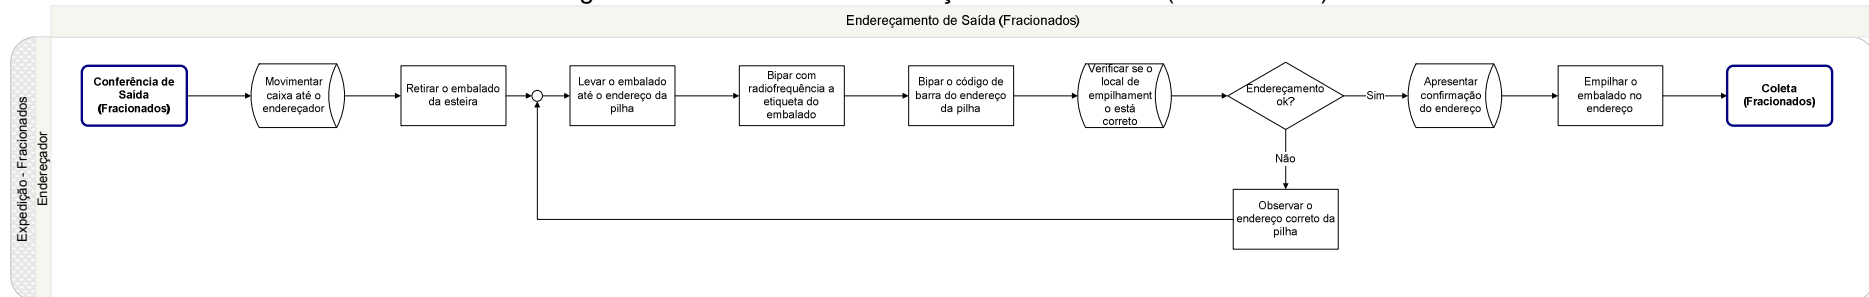 Endereçamento de Saída (Fracionados)
Expedição - Fracionados
Endereçador
Conferência de
Saída
(Fracionados)
Movimentar
caixa até o
endereçador
Retirar o embalado
da esteira
Levar o embalado
até o endereço da
pilha
Bipar com
radiofrequência a
etiqueta do
embalado
Bipar o código de
barra do endereço
da pilha
Verificar se o
local de
empilhament
o está
correto
Endereçamento
ok?
Sim
Apresentar
confirmação
do endereço
Empilhar o
embalado no
endereço
Coleta
(Fracionados)
Não
Observar o
endereço correto da
pilha